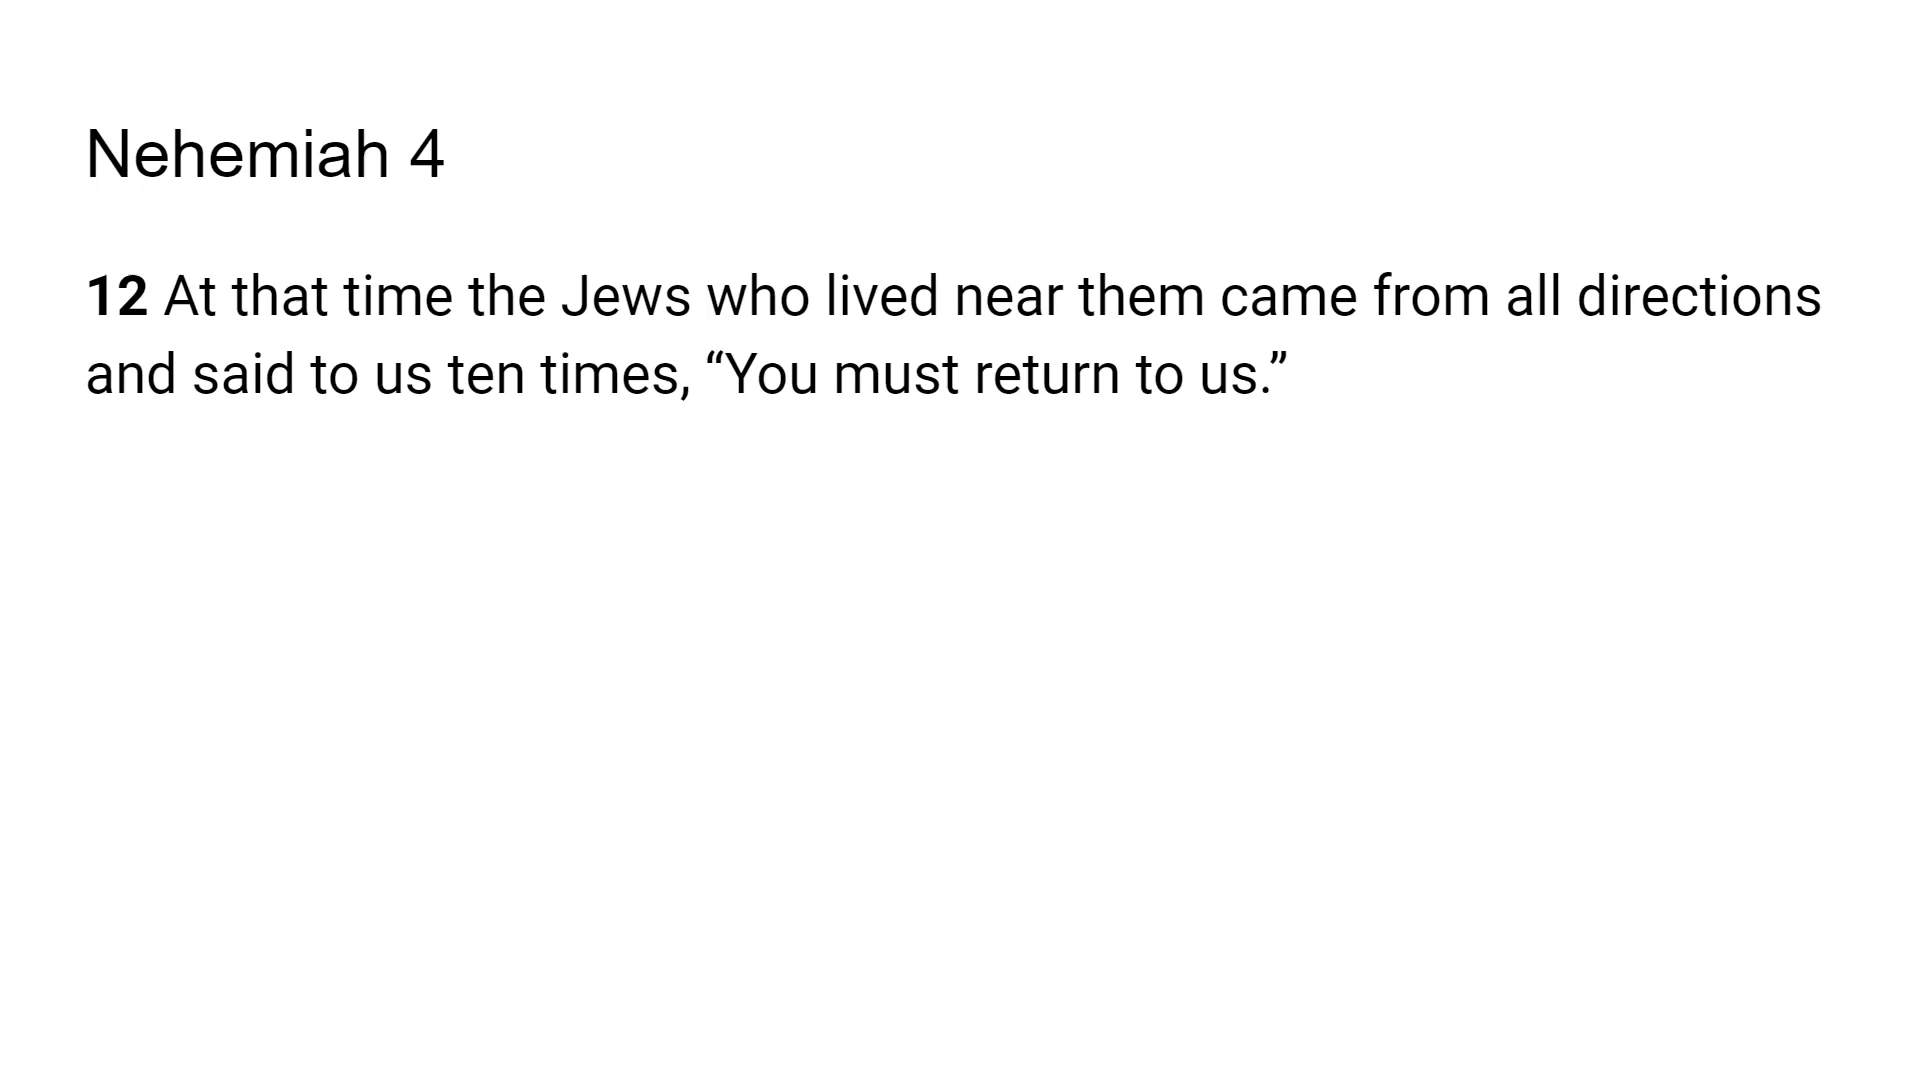 Nehemiah 4
12 At that time the Jews who lived near them came from all directions
and said to us ten times, “You must return to us.”